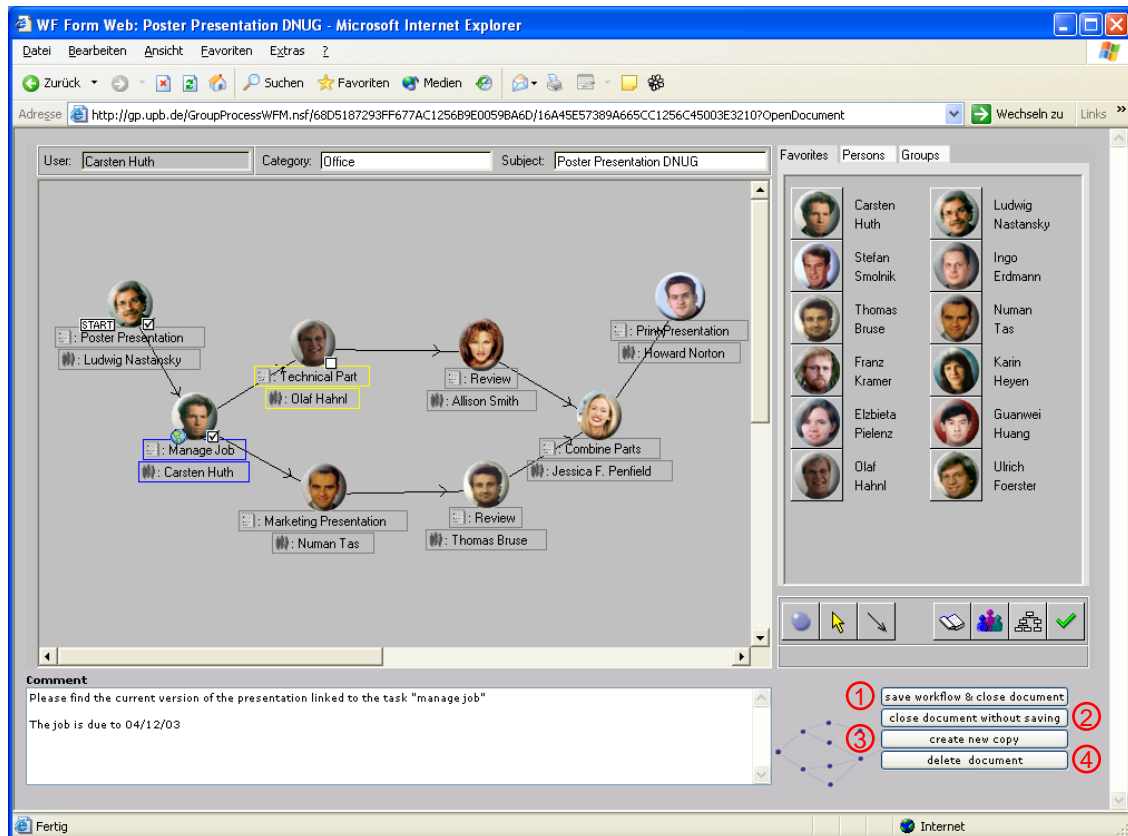 WF Form Web: Poster Presentation DNUG - Microsoft Internet Explorer
Datei Bearbeiten Ansicht Favoriten Extras ?
Zurück Suchen Favoriten Medien
Adresse http://gp.upb.de/GroupProcessWFM.nsf/68D5187293FF677AC1256B9E0059BA6D/16A45E57389A665CC1256C45003E3210?OpenDocument Wechseln zu Links »
User: Carsten Huth Category: Office Subject: Poster Presentation DNUG
Favorites Persons Groups
START
: Poster Presentation
: Ludwig Nastansky
: Manage Job
: Carsten Huth
: Technical Part
: Olaf Hahnl
: Marketing Presentation
: Numan Tas
: Review
: Allison Smith
: Review
: Thomas Bruse
: Combine Parts
: Jessica F. Penfield
: Print Presentation
: Howard Norton
Carsten
Huth
Ludwig
Nastansky
Stefan
Smolnik
Ingo
Erdmann
Thomas
Bruse
Numan
Tas
Franz
Kramer
Karin
Heyen
Elzbieta
Pielenz
Guanwei
Huang
Olaf
Hahnl
Ulrich
Foerster
Comment
Please find the current version of the presentation linked to the task "manage job"
The job is due to 04/12/03
1 save workflow & close document
close document without saving 2
3 create new copy
delete document 4
Fertig Internet